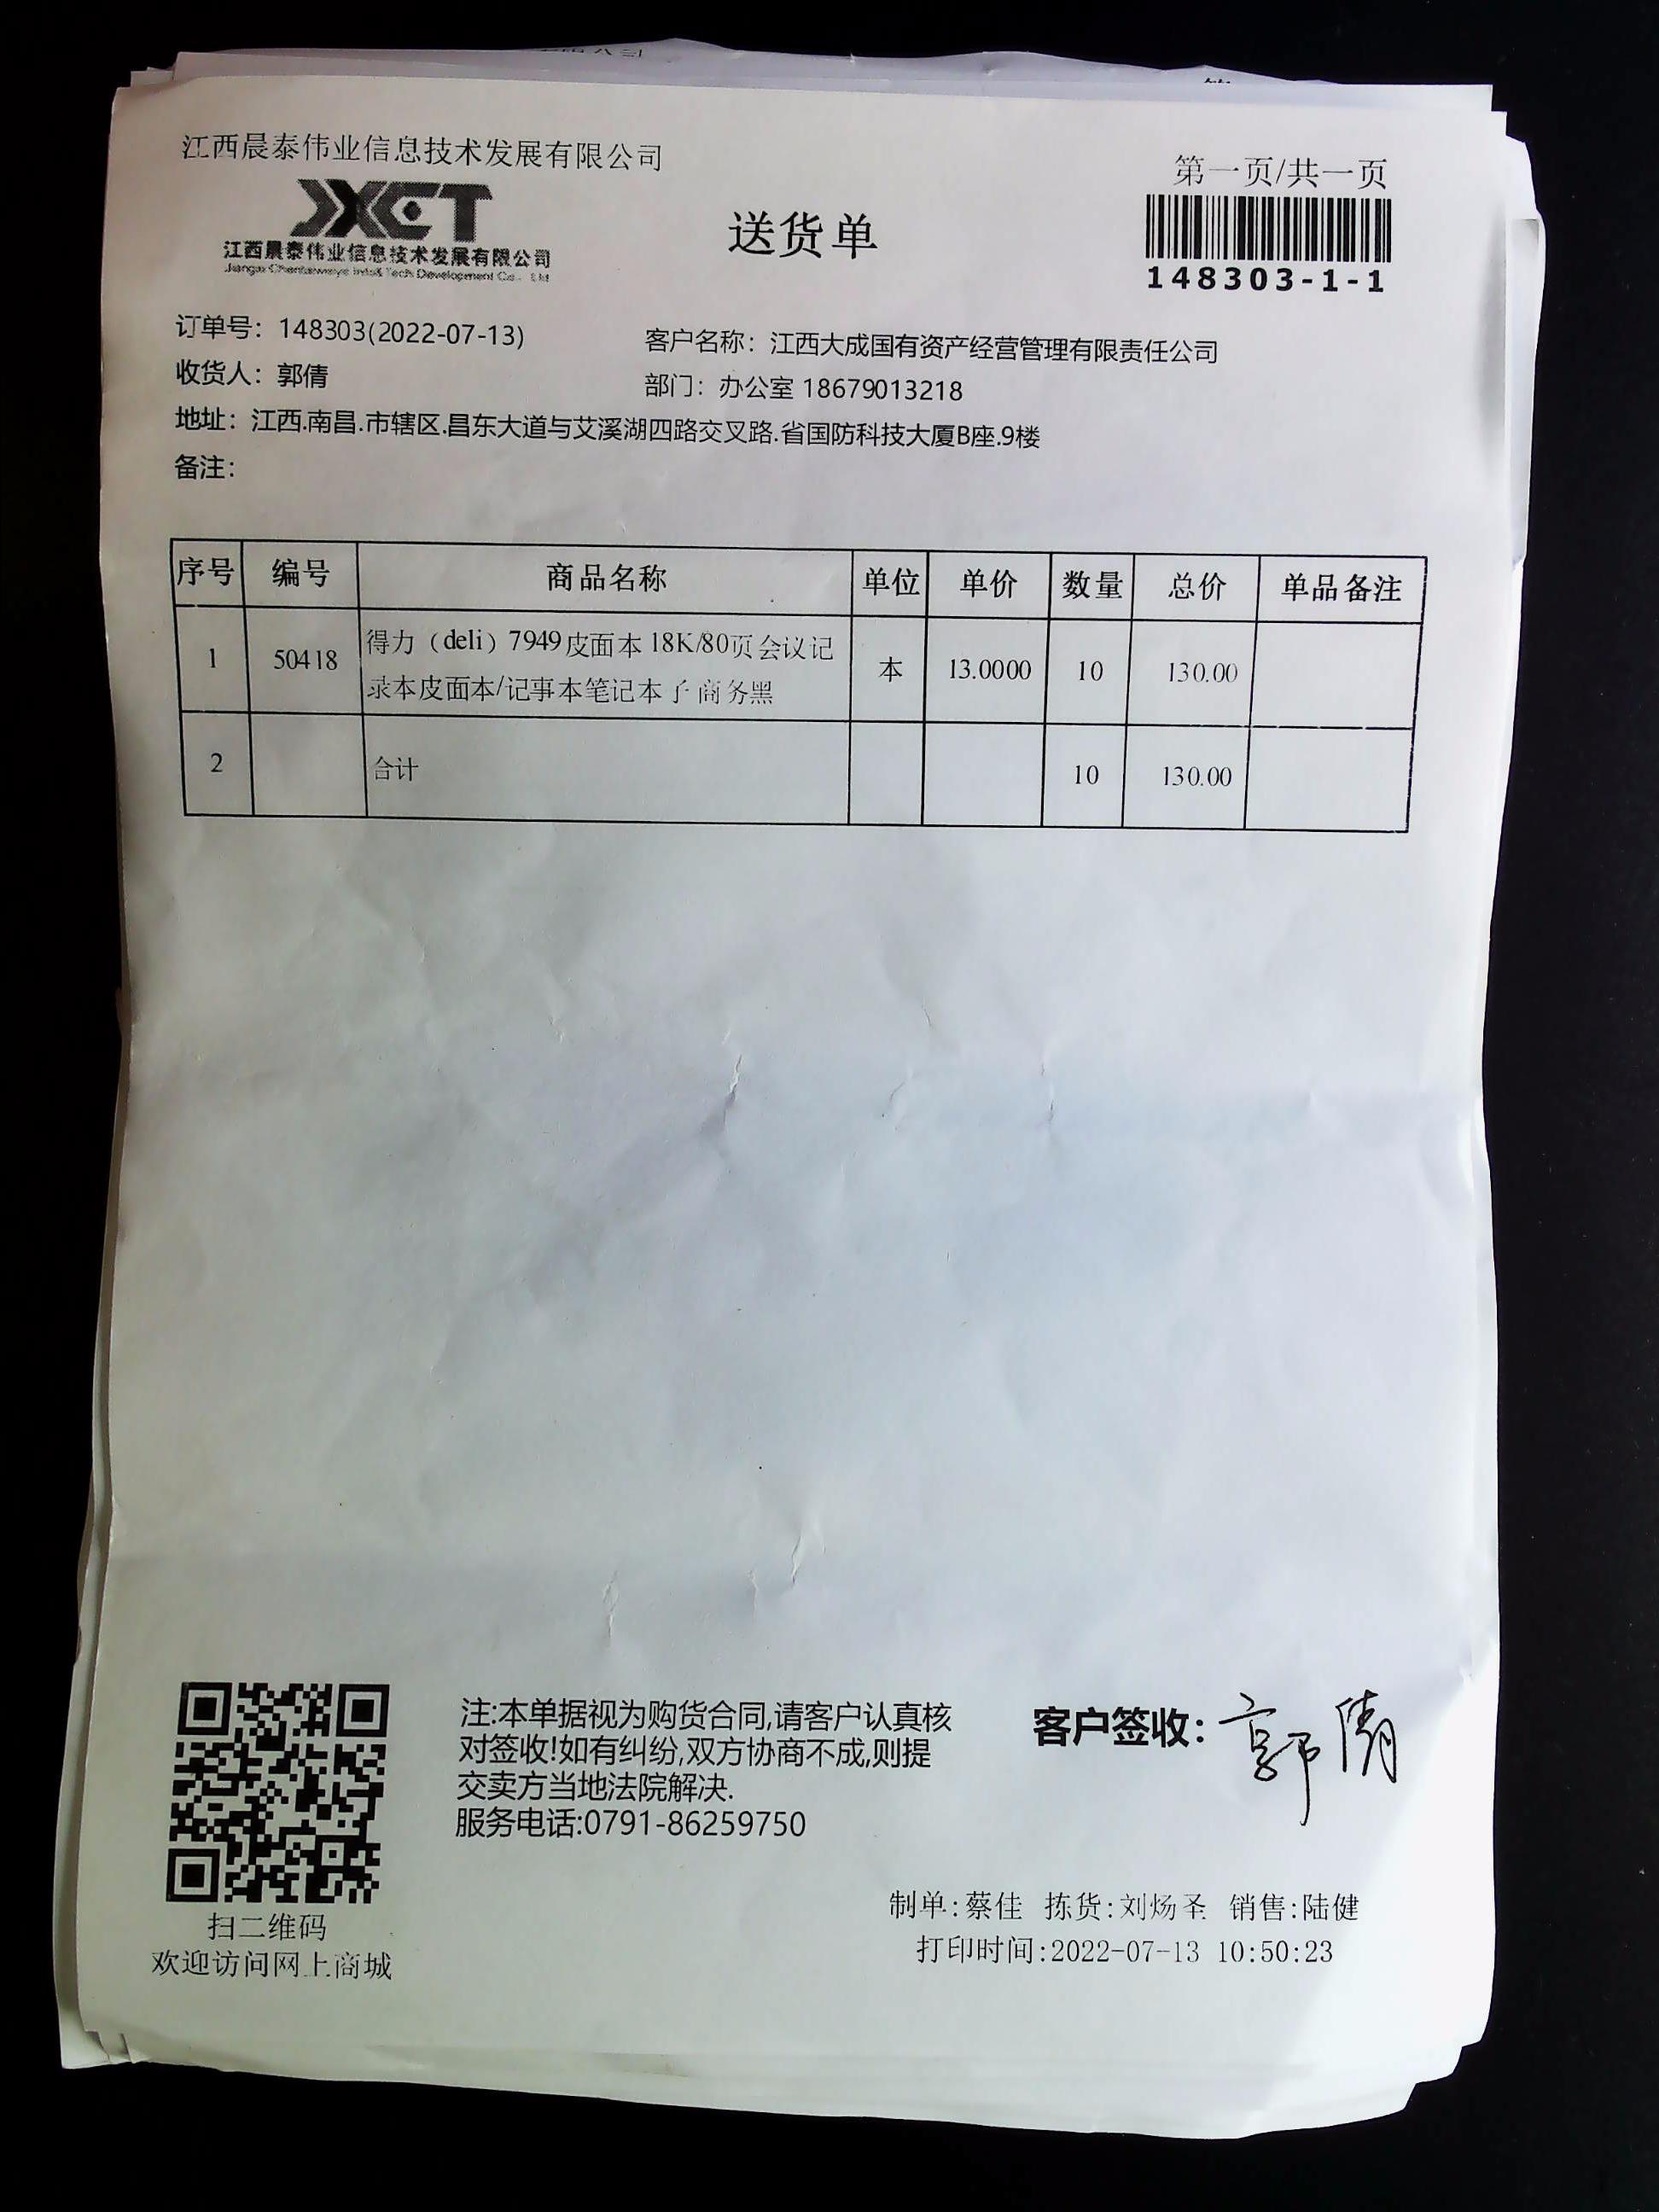 江西晨泰伟业信息技术发展有限公司
第一页/共一页
JXCT
江西晨泰伟业信息技术发展有限公司
送货单
148303-1-1
订单号：148303(2022-07-13)
客户名称：江西大成国有资产经营管理有限责任公司
收货人：郭倩
部门：办公室 18679013218
地址：江西.南昌.市辖区.昌东大道与艾溪湖四路交叉路.省国防科技大厦B座.9楼
备注：
序号 编号 商品名称 单位 单价 数量 总价 单品备注
1 50418 得力（deli）7949皮面本 18K/80页会议记 本 13.0000 10 130.00
录本皮面本/记事本笔记本子 商务黑
2 合计 10 130.00
注:本单据视为购货合同,请客户认真核
对签收!如有纠纷,双方协商不成,则提
交卖方当地法院解决.
服务电话:0791-86259750
客户签收：郭倩
扫二维码
欢迎访问网上商城
制单:蔡佳 拣货:刘炀圣 销售:陆健
打印时间:2022-07-13 10:50:23